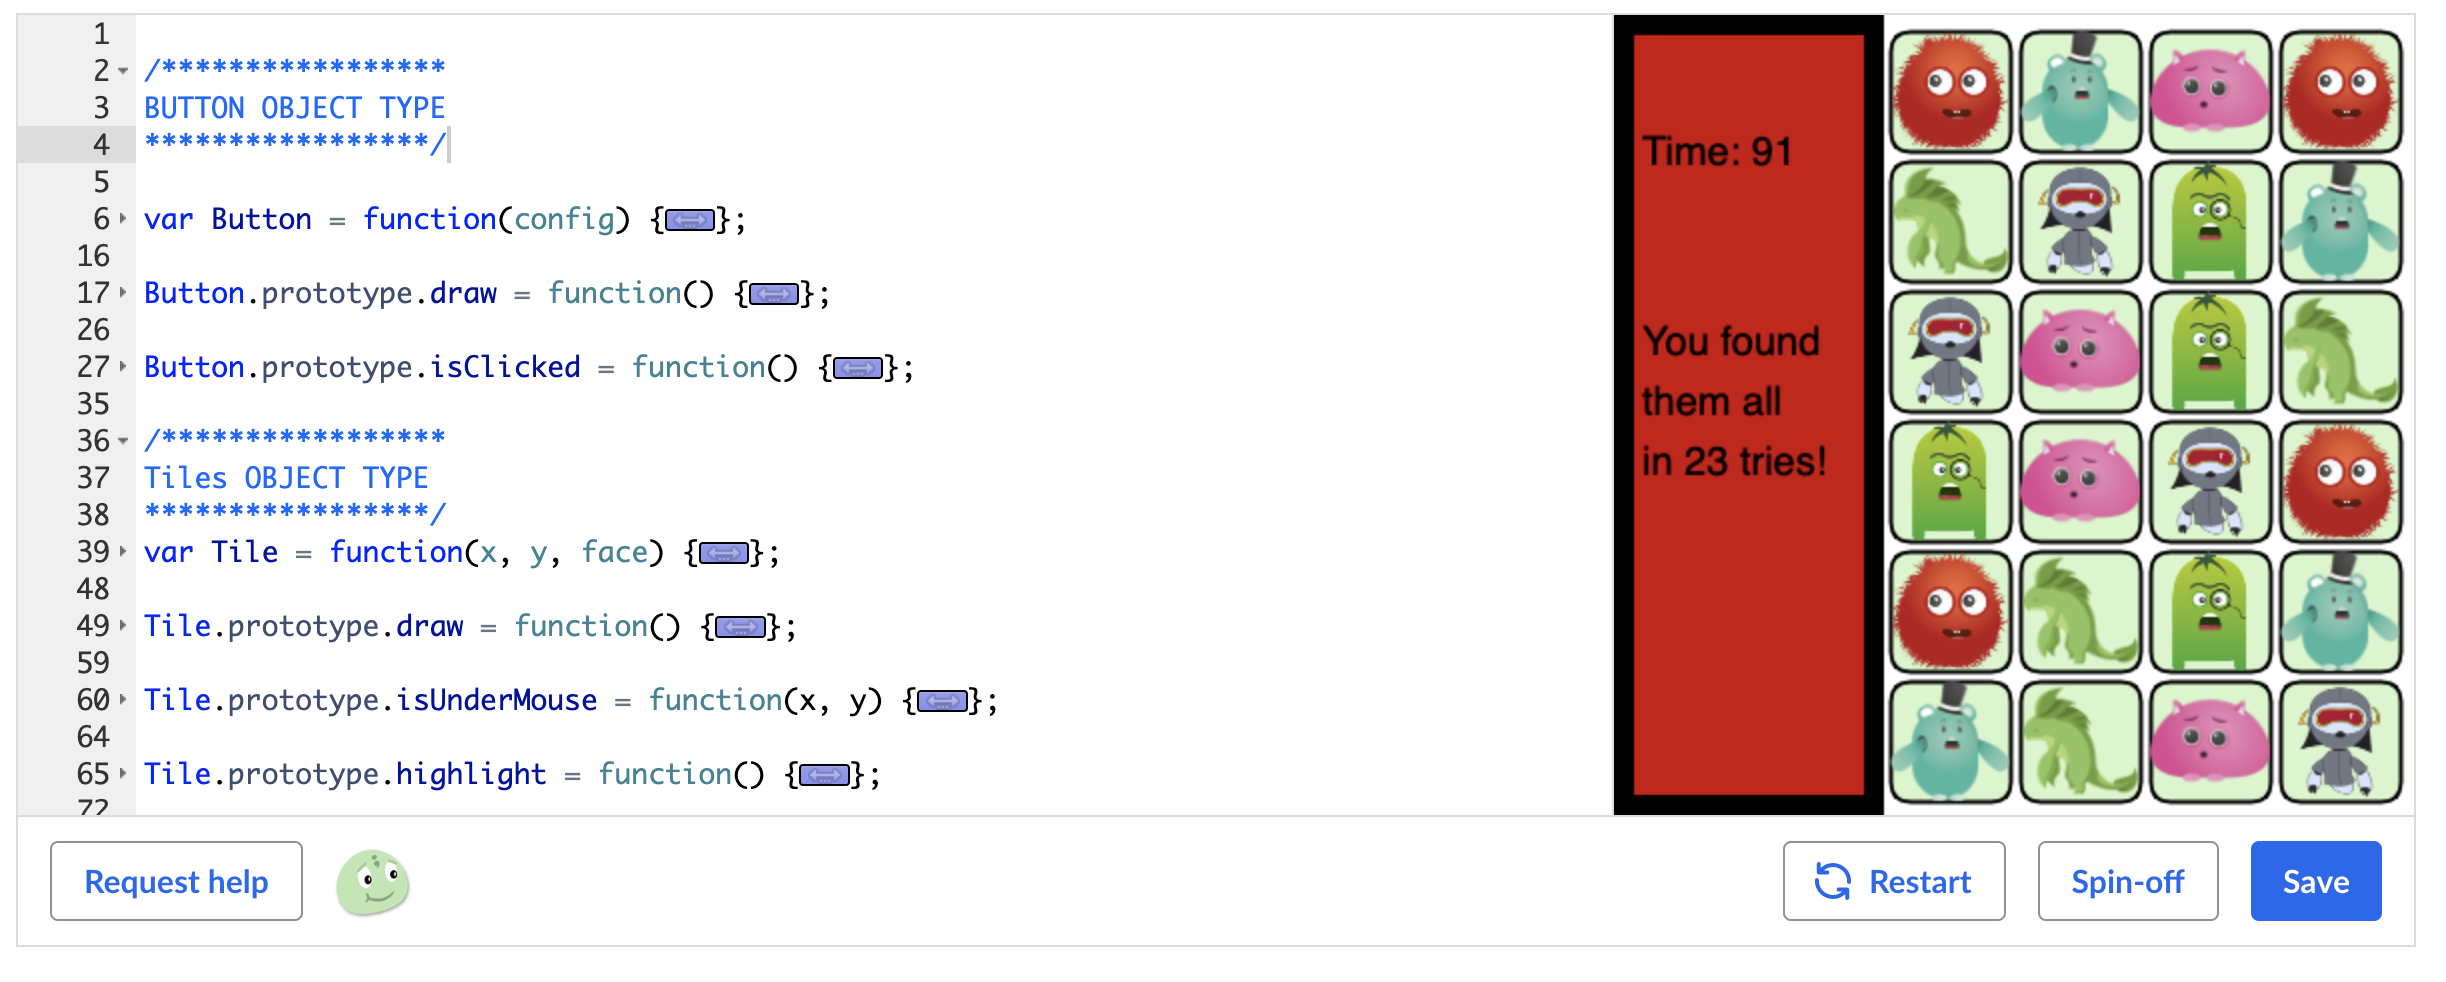 1
2 /*****************
3 BUTTON OBJECT TYPE
4 *****************/
5
6 var Button = function(config) {};
16
17 Button.prototype.draw = function() {};
26
27 Button.prototype.isClicked = function() {};
35
36 /*****************
37 Tiles OBJECT TYPE
38 *****************/
39 var Tile = function(x, y, face) {};
48
49 Tile.prototype.draw = function() {};
59
60 Tile.prototype.isUnderMouse = function(x, y) {};
64
65 Tile.prototype.highlight = function() {};
72
Time: 91
You found
them all
in 23 tries!
Request help
Restart
Spin-off
Save